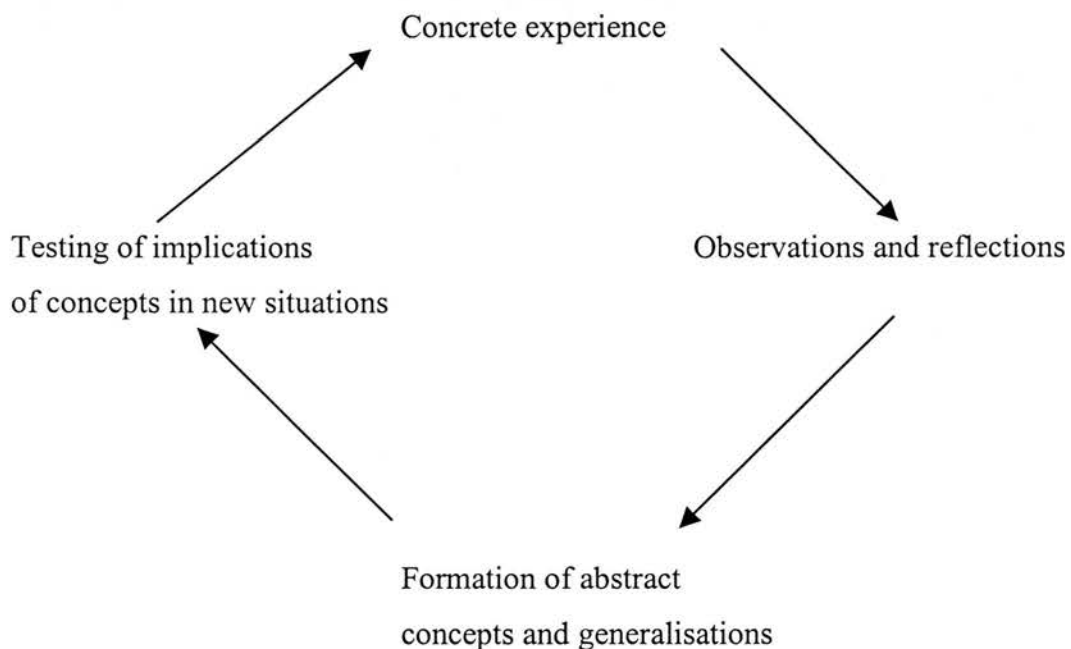 Concrete experience
Testing of implications
of concepts in new situations
Observations and reflections
Formation of abstract
concepts and generalisations